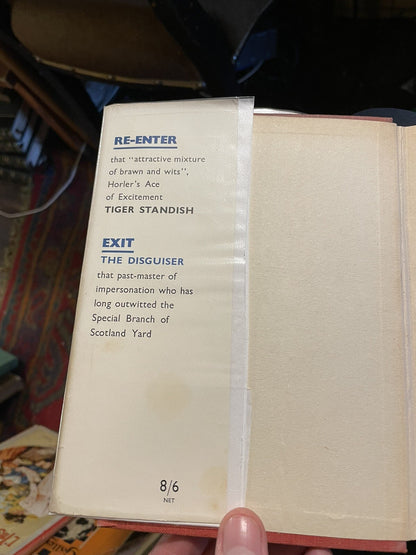 RE-ENTER
that "attractive mixture
of brawn and wits",
Horler's Ace
of Excitement
TIGER STANDISH
EXIT
THE DISGUISER
that past-master of
impersonation who has
long outwitted the
Special Branch of
Scotland Yard
8/6
NET